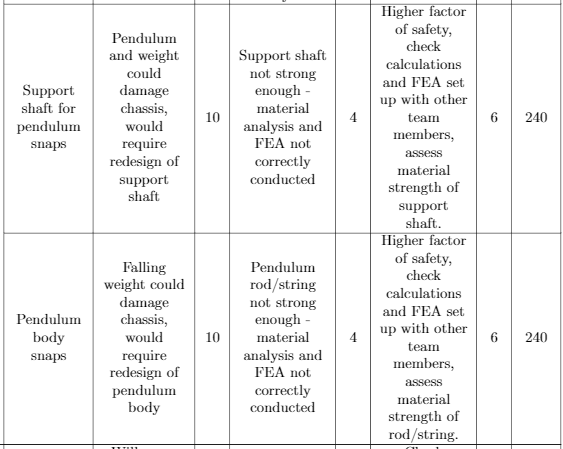 Support
shaft for
pendulum
snaps
Pendulum
and weight
could
damage
chassis,
would
require
redesign of
support
shaft
10
Support shaft
not strong
enough -
material
analysis and
FEA not
correctly
conducted
4
Higher factor
of safety,
check
calculations
and FEA set
up with other
team
members,
assess
material
strength of
support
shaft.
6
240
Pendulum
body
snaps
Falling
weight could
damage
chassis,
would
require
redesign of
pendulum
body
10
Pendulum
rod/string
not strong
enough -
material
analysis and
FEA not
correctly
conducted
4
Higher factor
of safety,
check
calculations
and FEA set
up with other
team
members,
assess
material
strength of
rod/string.
6
240